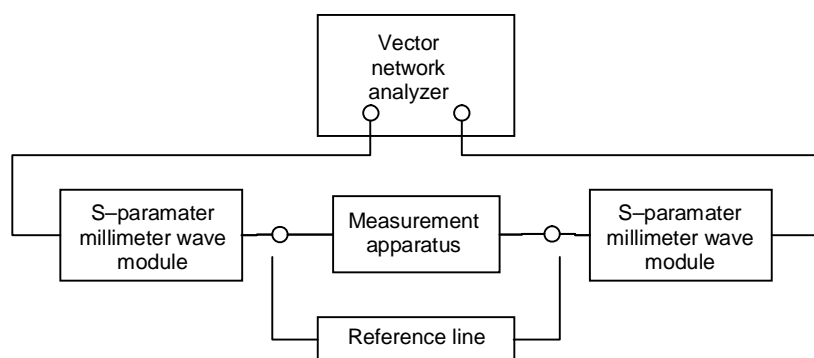 Vector
network
analyzer
S–paramater
millimeter wave
module
Measurement
apparatus
S–paramater
millimeter wave
module
Reference line